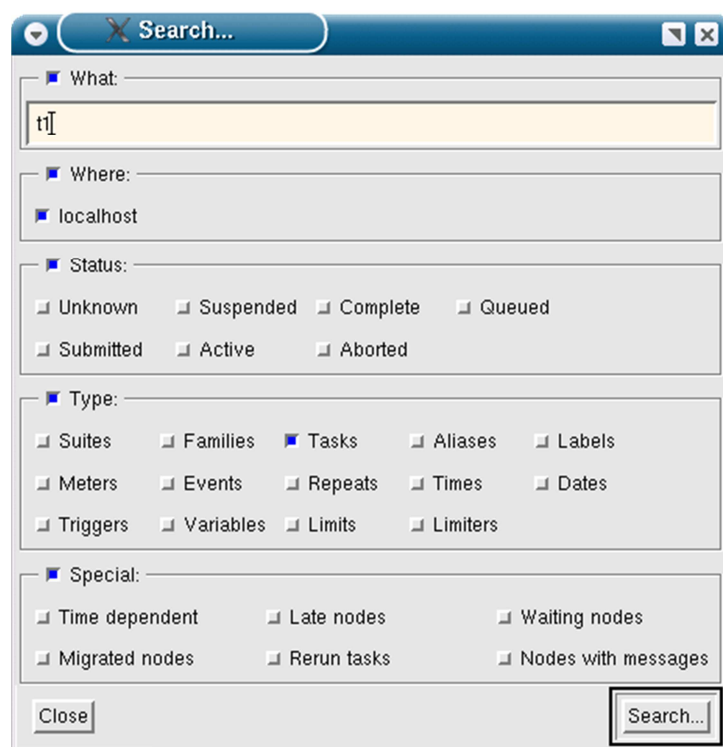 Search...
What:
t1
Where:
localhost
Status:
Unknown Suspended Complete Queued
Submitted Active Aborted
Type:
Suites Families Tasks Aliases Labels
Meters Events Repeats Times Dates
Triggers Variables Limits Limiters
Special:
Time dependent Late nodes Waiting nodes
Migrated nodes Rerun tasks Nodes with messages
Close Search...